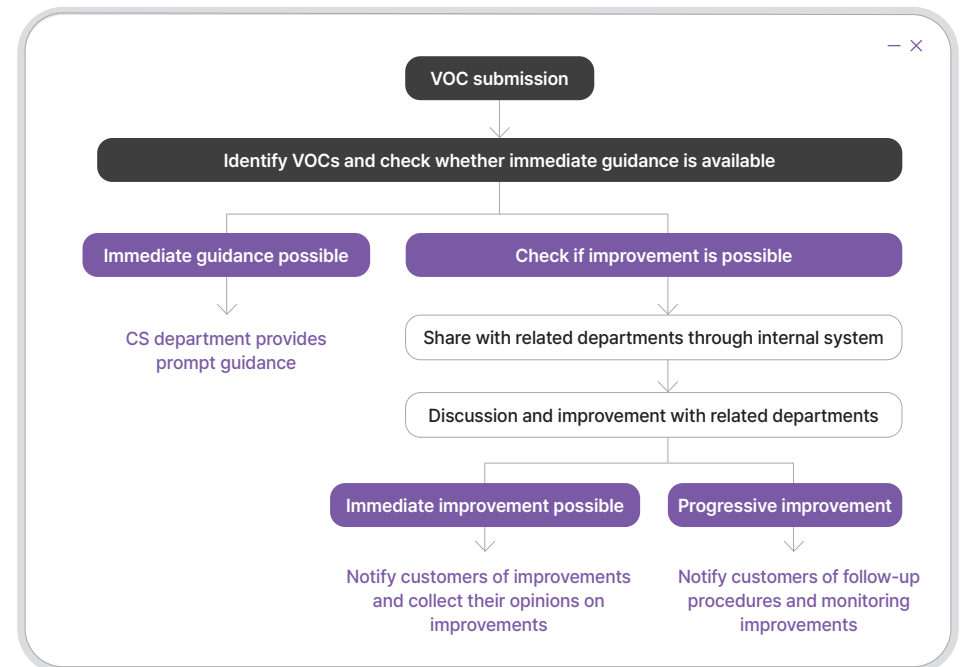 VOC submission
Identify VOCs and check whether immediate guidance is available
Immediate guidance possible
Check if improvement is possible
CS department provides
prompt guidance
Share with related departments through internal system
Discussion and improvement with related departments
Immediate improvement possible
Progressive improvement
Notify customers of improvements
and collect their opinions on
improvements
Notify customers of follow-up
procedures and monitoring
improvements